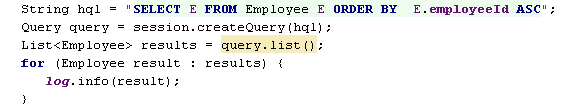 String hql = "SELECT E FROM Employee E ORDER BY  E.employeeId ASC";
Query query = session.createQuery(hql);
List<Employee> results = query.list();
for (Employee result : results) {
log.info(result);
}